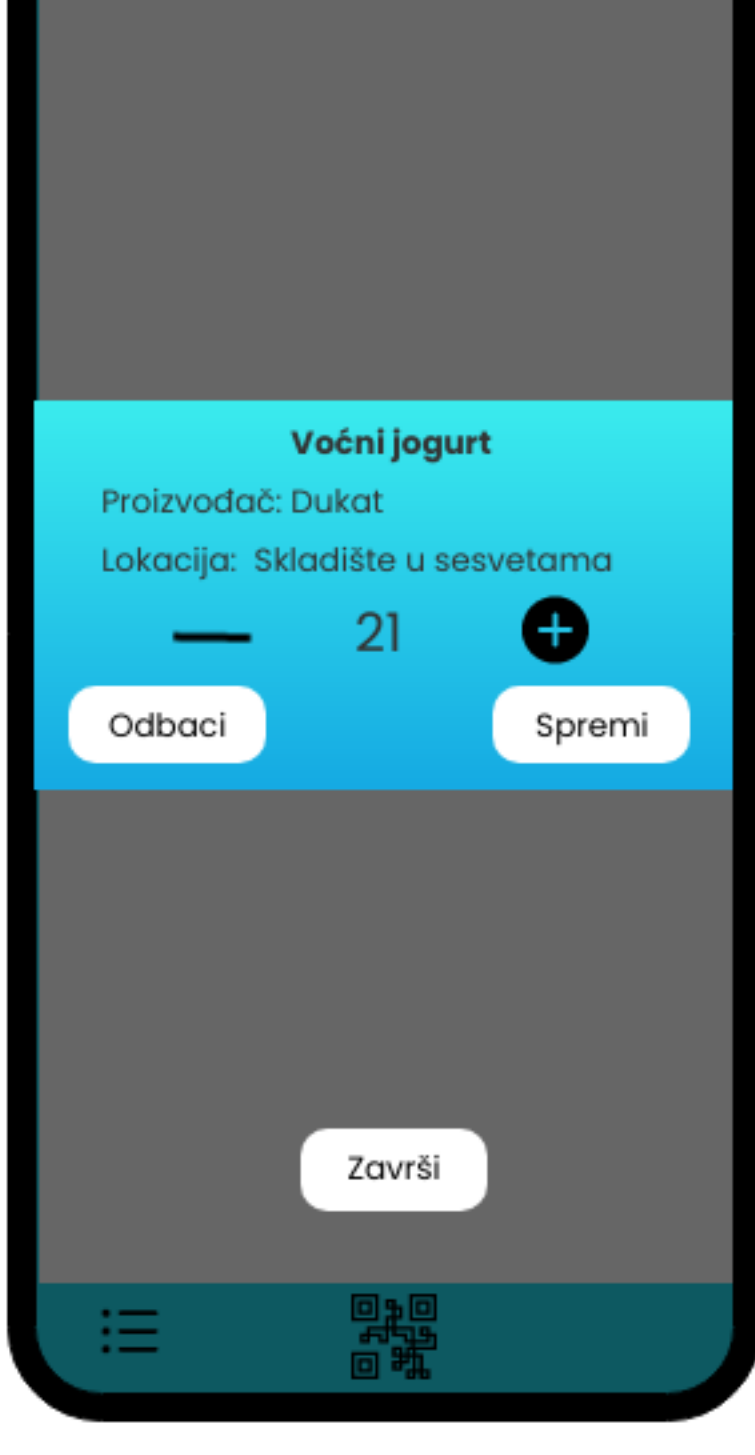 Voćni jogurt
Proizvođač: Dukat
Lokacija: Skladište u sesvetama
21
Odbaci
Spremi
Završi